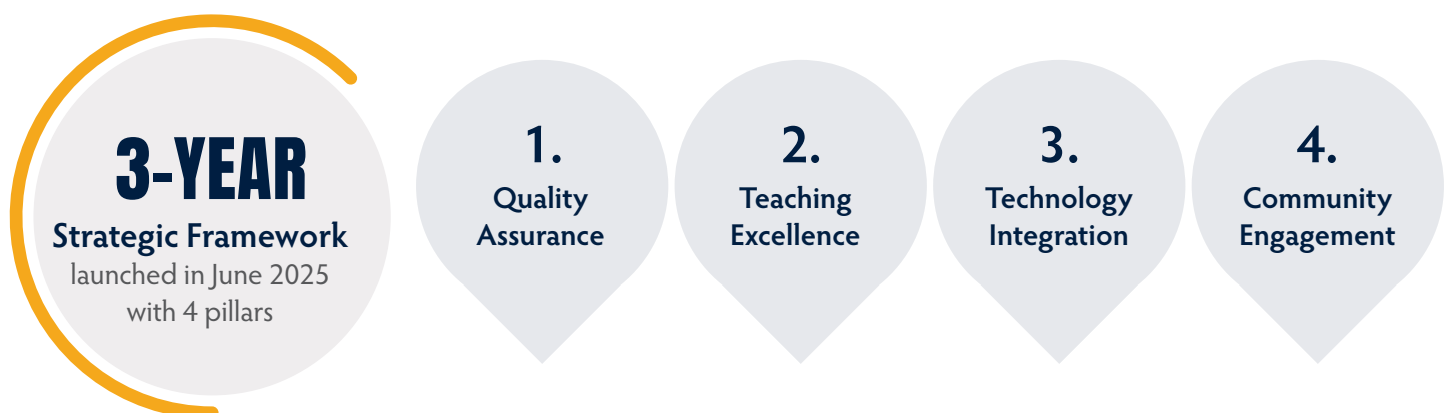 3-YEAR
Strategic Framework
launched in June 2025
with 4 pillars
1.
Quality
Assurance
2.
Teaching
Excellence
3.
Technology
Integration
4.
Community
Engagement